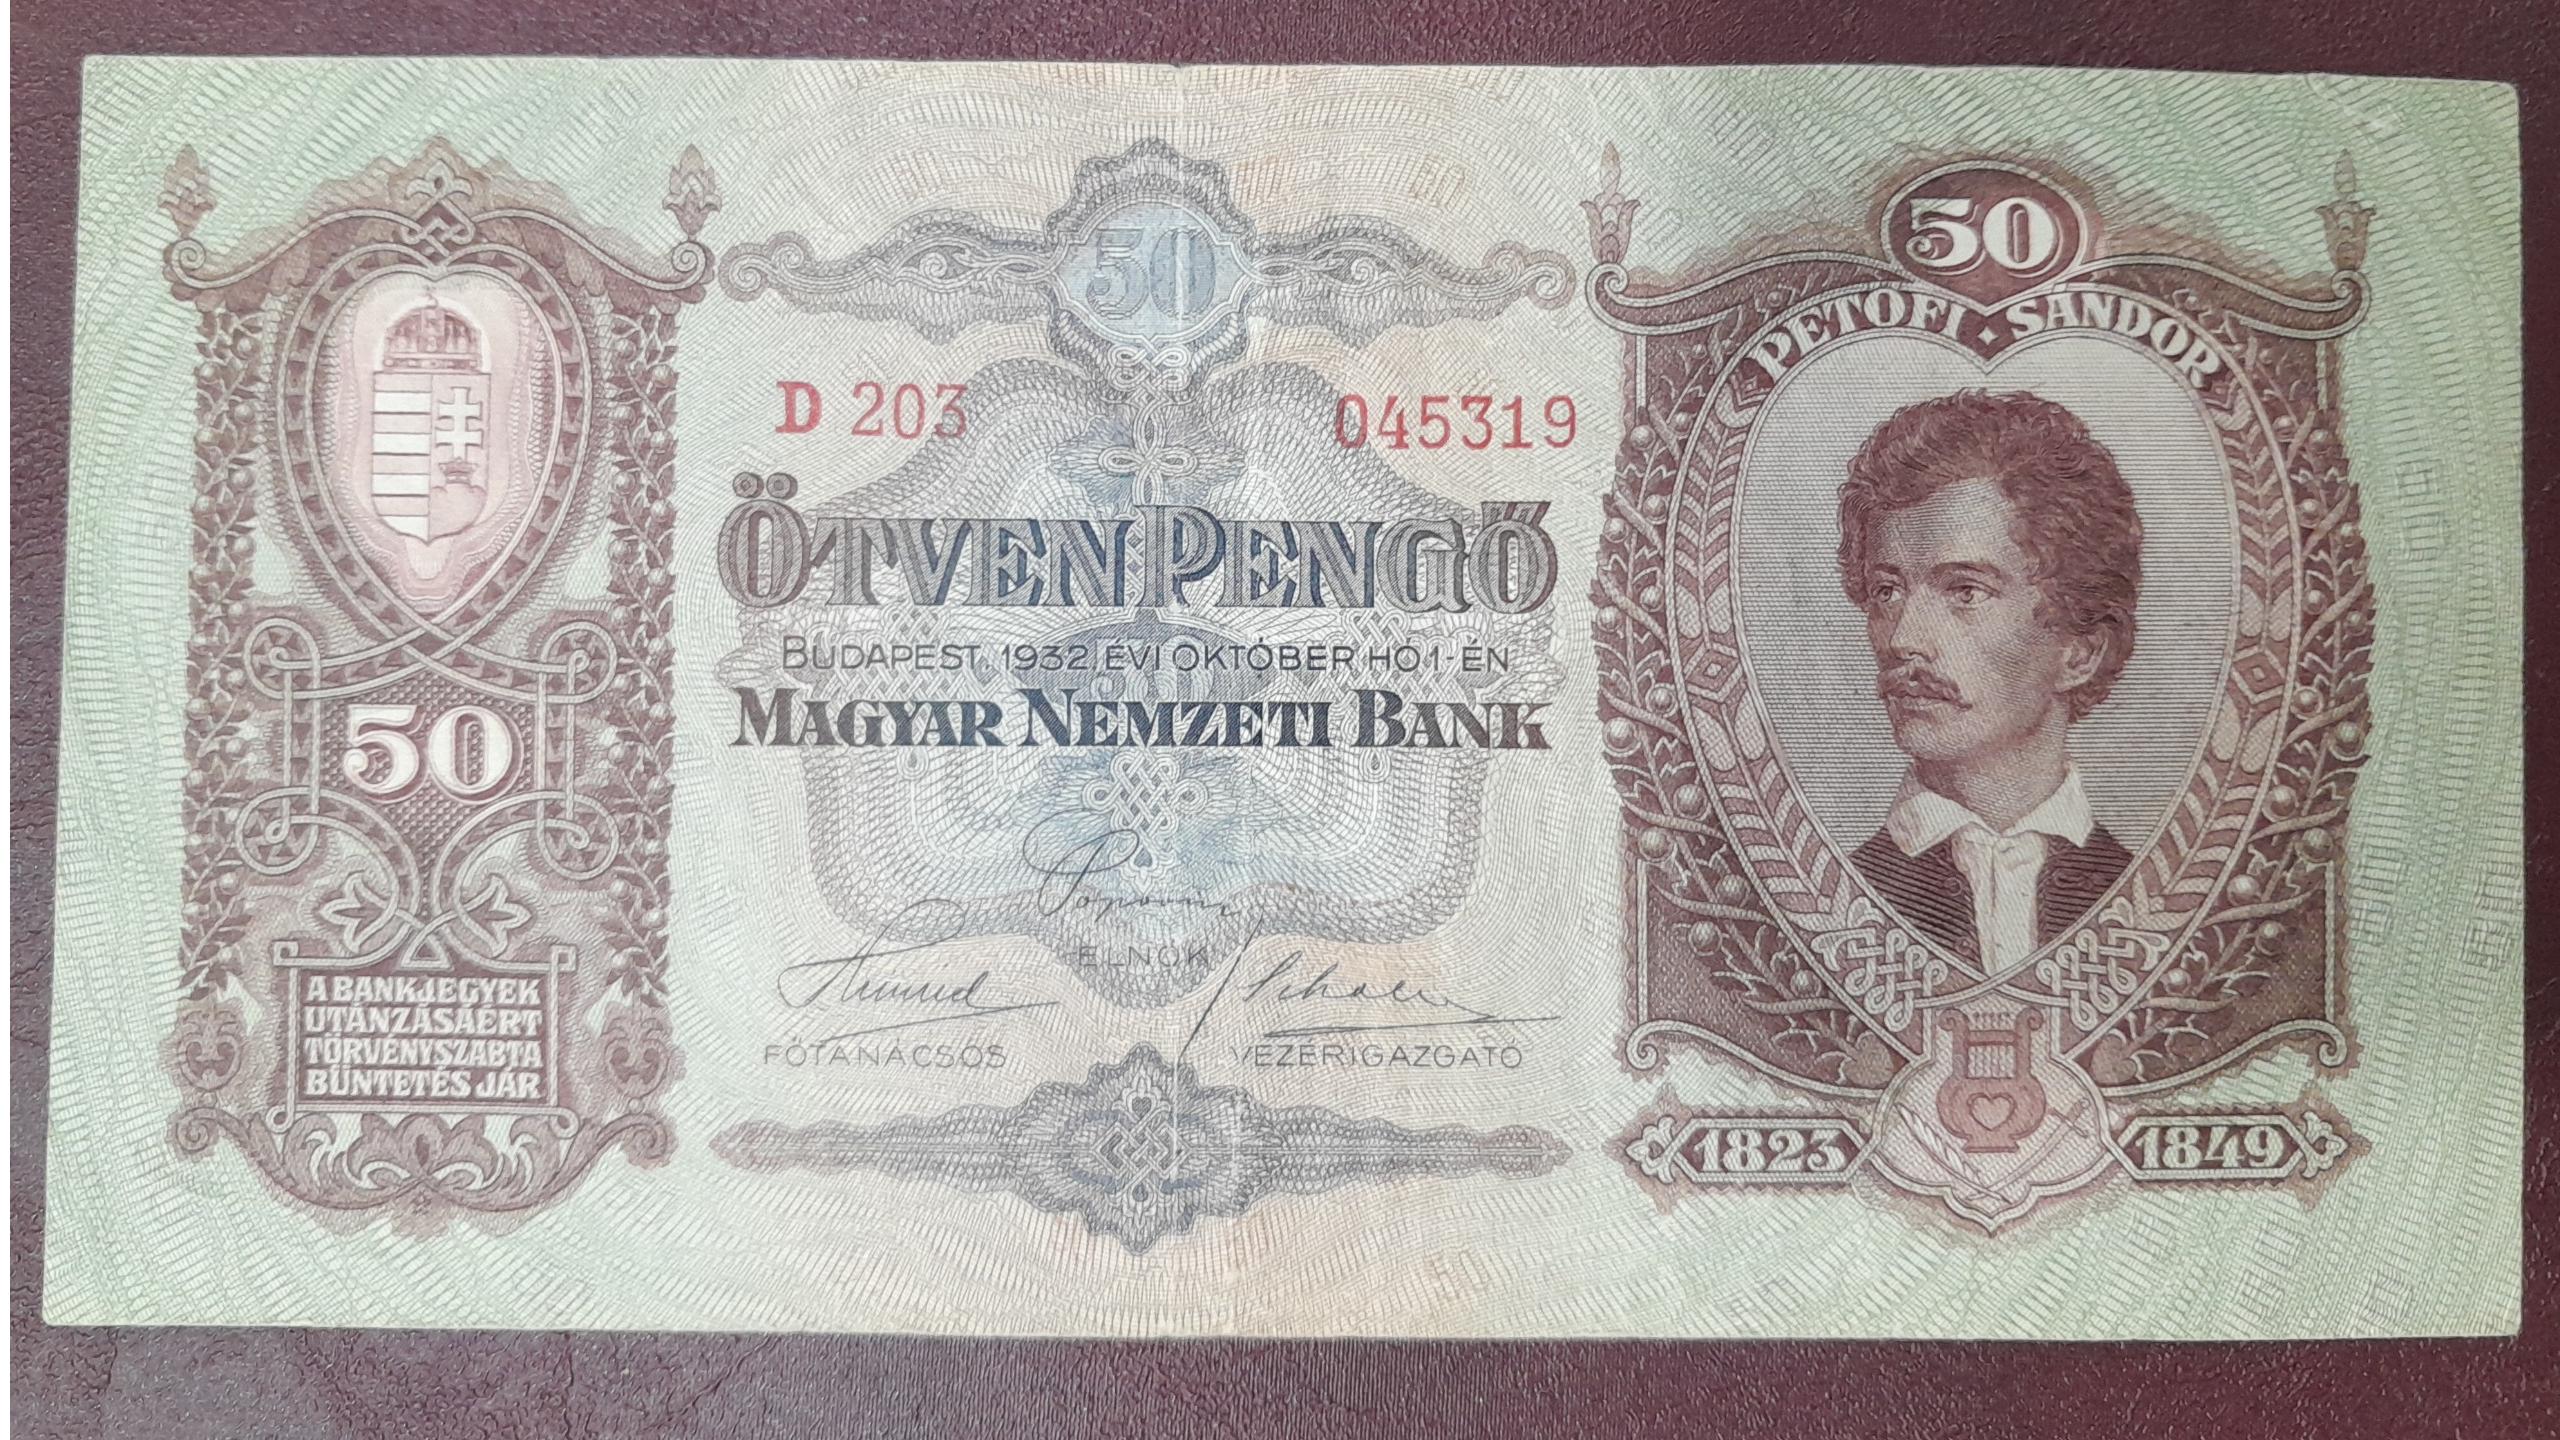 50
50
PETŐFI · SÁNDOR
D 203
045319
ÖTVEN PENGŐ
BUDAPEST, 1932 ÉVI OKTÓBER HÓ 1-ÉN
MAGYAR NEMZETI BANK
50
ELNÖK
FŐTANÁCSOS
VEZÉRIGAZGATÓ
A BANKJEGYEK
UTÁNZÁSÁÉRT
TÖRVÉNYSZABTA
BÜNTETÉS JÁR
1823
1849